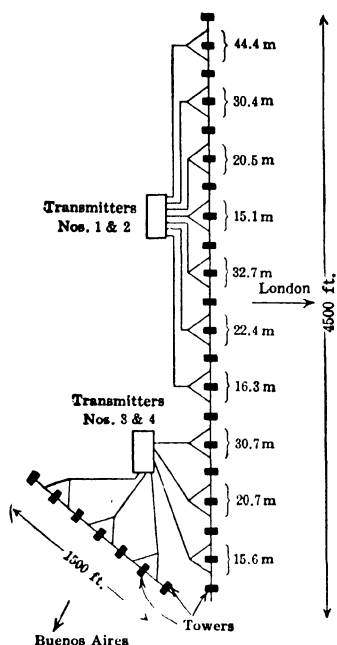 44.4 m
30.4 m
20.5 m
Transmitters
Nos. 1 & 2
15.1 m
32.7 m
London
4500 ft.
22.4 m
16.3 m
Transmitters
Nos. 3 & 4
30.7 m
20.7 m
15.6 m
1500 ft.
Towers
Buenos Aires